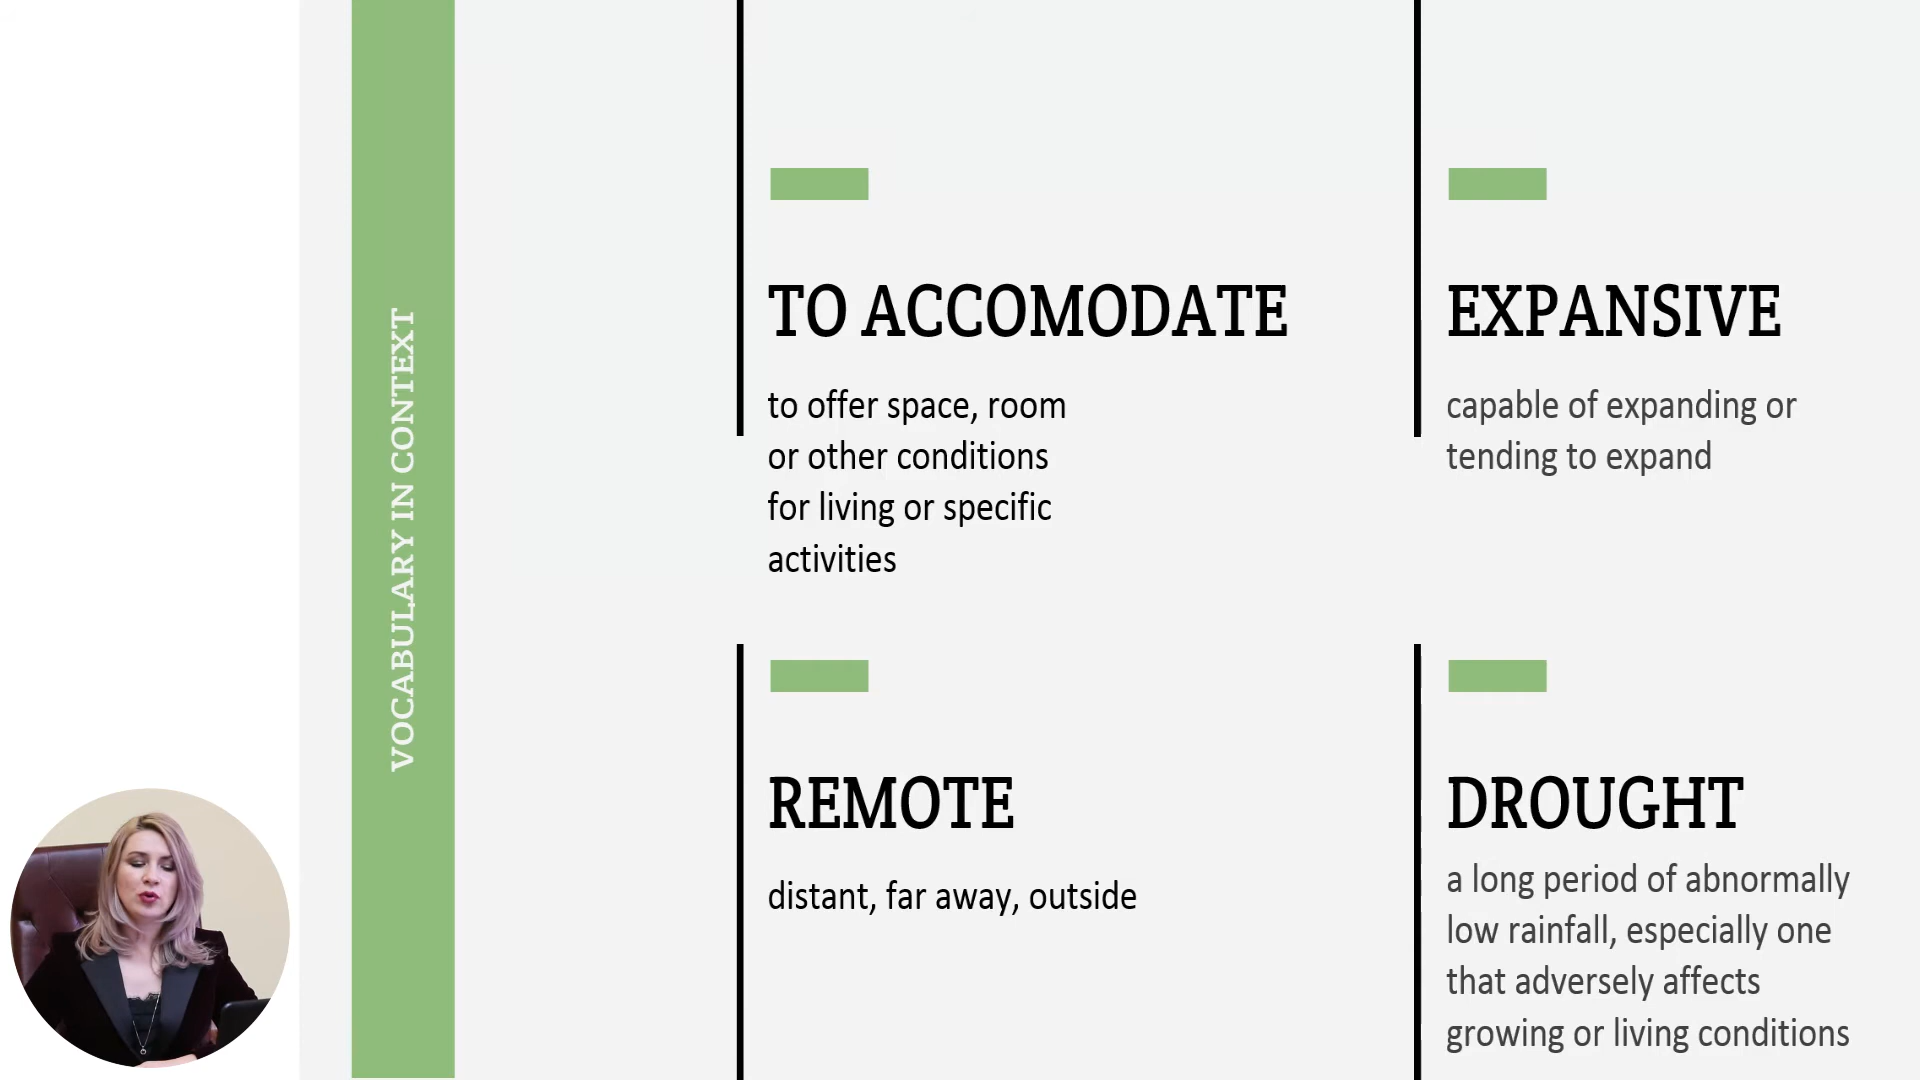 VOCABULARY IN CONTEXT
TO ACCOMODATE
to offer space, room
or other conditions
for living or specific
activities
EXPANSIVE
capable of expanding or
tending to expand
REMOTE
distant, far away, outside
DROUGHT
a long period of abnormally
low rainfall, especially one
that adversely affects
growing or living conditions